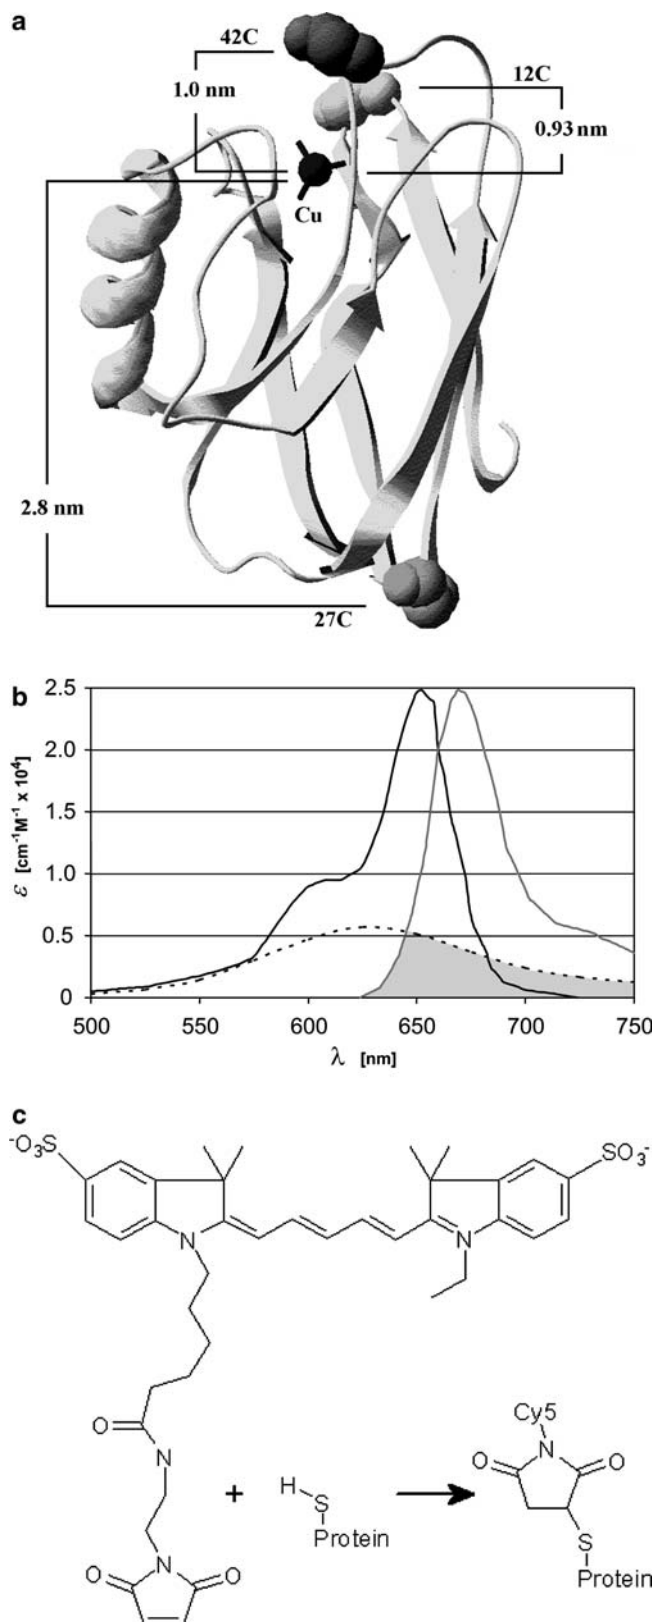 a
42C
1.0 nm
12C
0.93 nm
Cu
2.8 nm
27C
b
ε [cm⁻¹M⁻¹ x 10⁴]
2.5
2.0
1.5
1.0
0.5
0
500 550 600 650 700 750
λ [nm]
c
⁻O₃S
SO₃⁻
N
N
O
N
N
O
O
+
H
S
Protein
Cy5
N
O
O
S
Protein